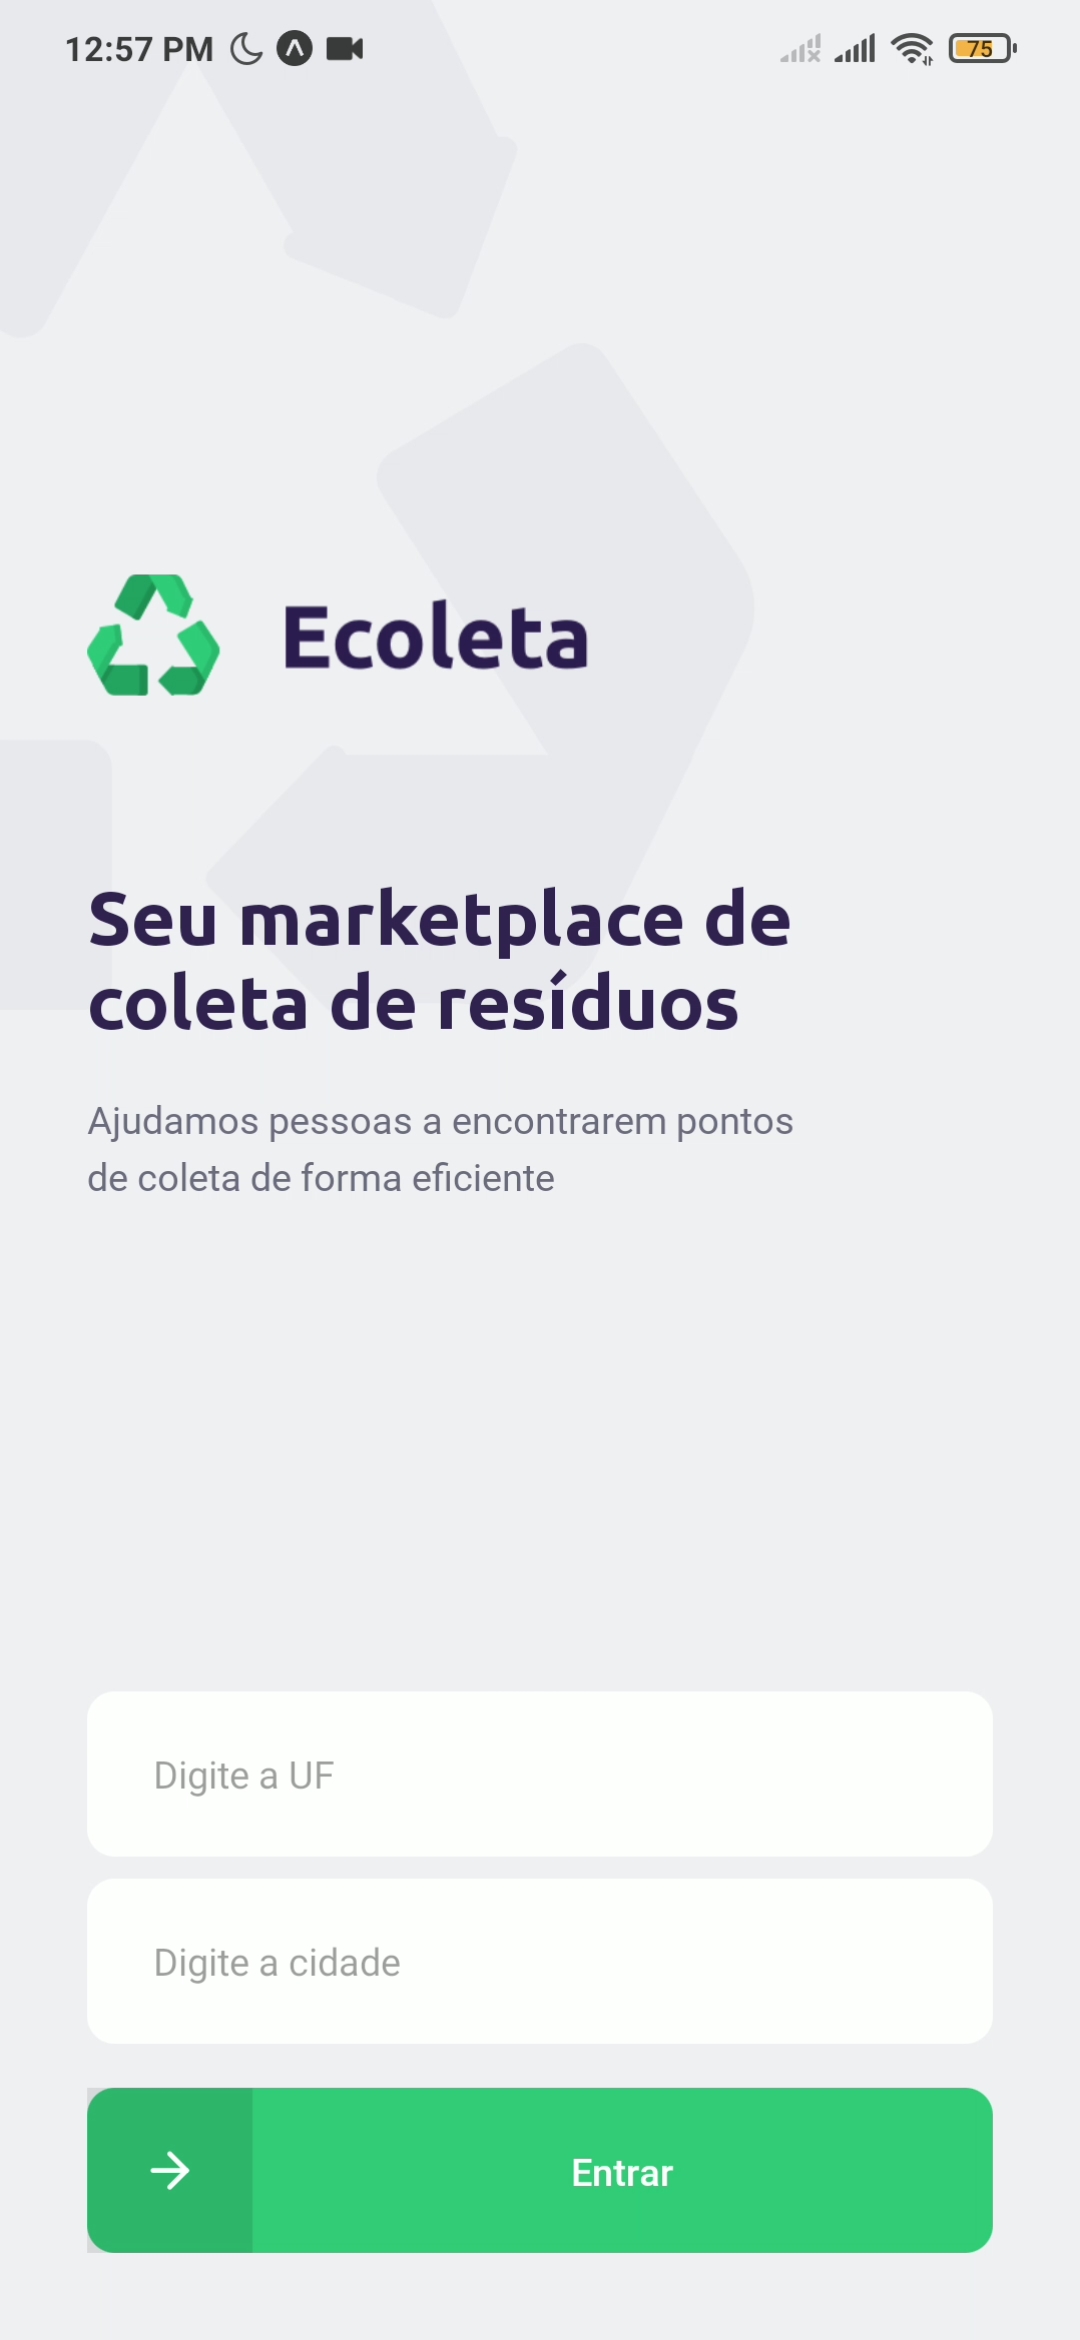 12:57 PM
75
Ecoleta
Seu marketplace de
coleta de resíduos
Ajudamos pessoas a encontrarem pontos
de coleta de forma eficiente
Digite a UF
Digite a cidade
Entrar